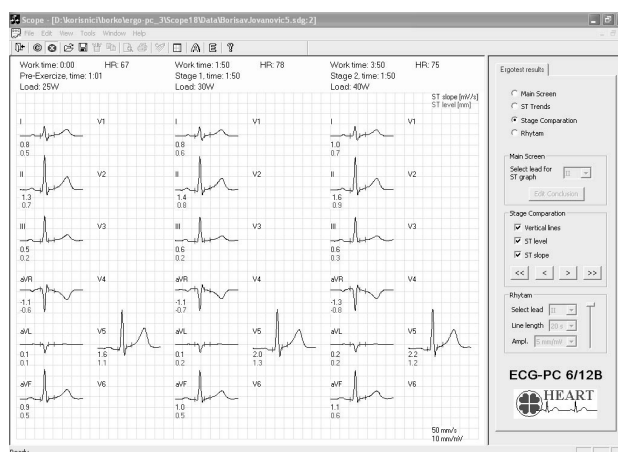 Scope - [D:\korisnici\borko\ergo-pc_3\Scope18\Data\BorisavJovanovic5.sdg:2]
File Edit View Tools Window Help
Work time: 0:00 HR: 67
Pre-Exercize, time: 1:01
Load: 25W
Work time: 1:50 HR: 78
Stage 1, time: 1:50
Load: 30W
Work time: 3:50 HR: 75
Stage 2, time: 1:50
Load: 40W
ST slope [mV/s]
ST level [mm]
I V1 I V1 I V1
0.8 0.8 1.0
0.5 0.6 0.7
II V2 II V2 II V2
1.3 1.4 1.6
0.7 0.8 0.9
III V3 III V3 III V3
0.5 0.6 0.6
0.2 0.2 0.3
aVR V4 aVR V4 aVR V4
-1.1 -1.1 -1.3
-0.6 -0.7 -0.8
aVL V5 aVL V5 aVL V5
0.1 1.6 0.1 2.0 0.2 2.2
0.1 1.1 0.2 1.3 0.2 1.2
aVF V6 aVF V6 aVF V6
0.9 1.0 1.1
0.5 0.5 0.6
50 mm/s
10 mm/mV
Ergotest results
Main Screen
ST Trends
Stage Comparation
Rhytam
Main Screen
Select lead for
ST graph II
Edit Conclusion
Stage Comparation
Vertical lines
ST level
ST slope
<< < > >>
Rhytam
Select lead II
Line length 20 s
Ampl. 5 mm/mV
ECG-PC 6/12B
HEART
Ready